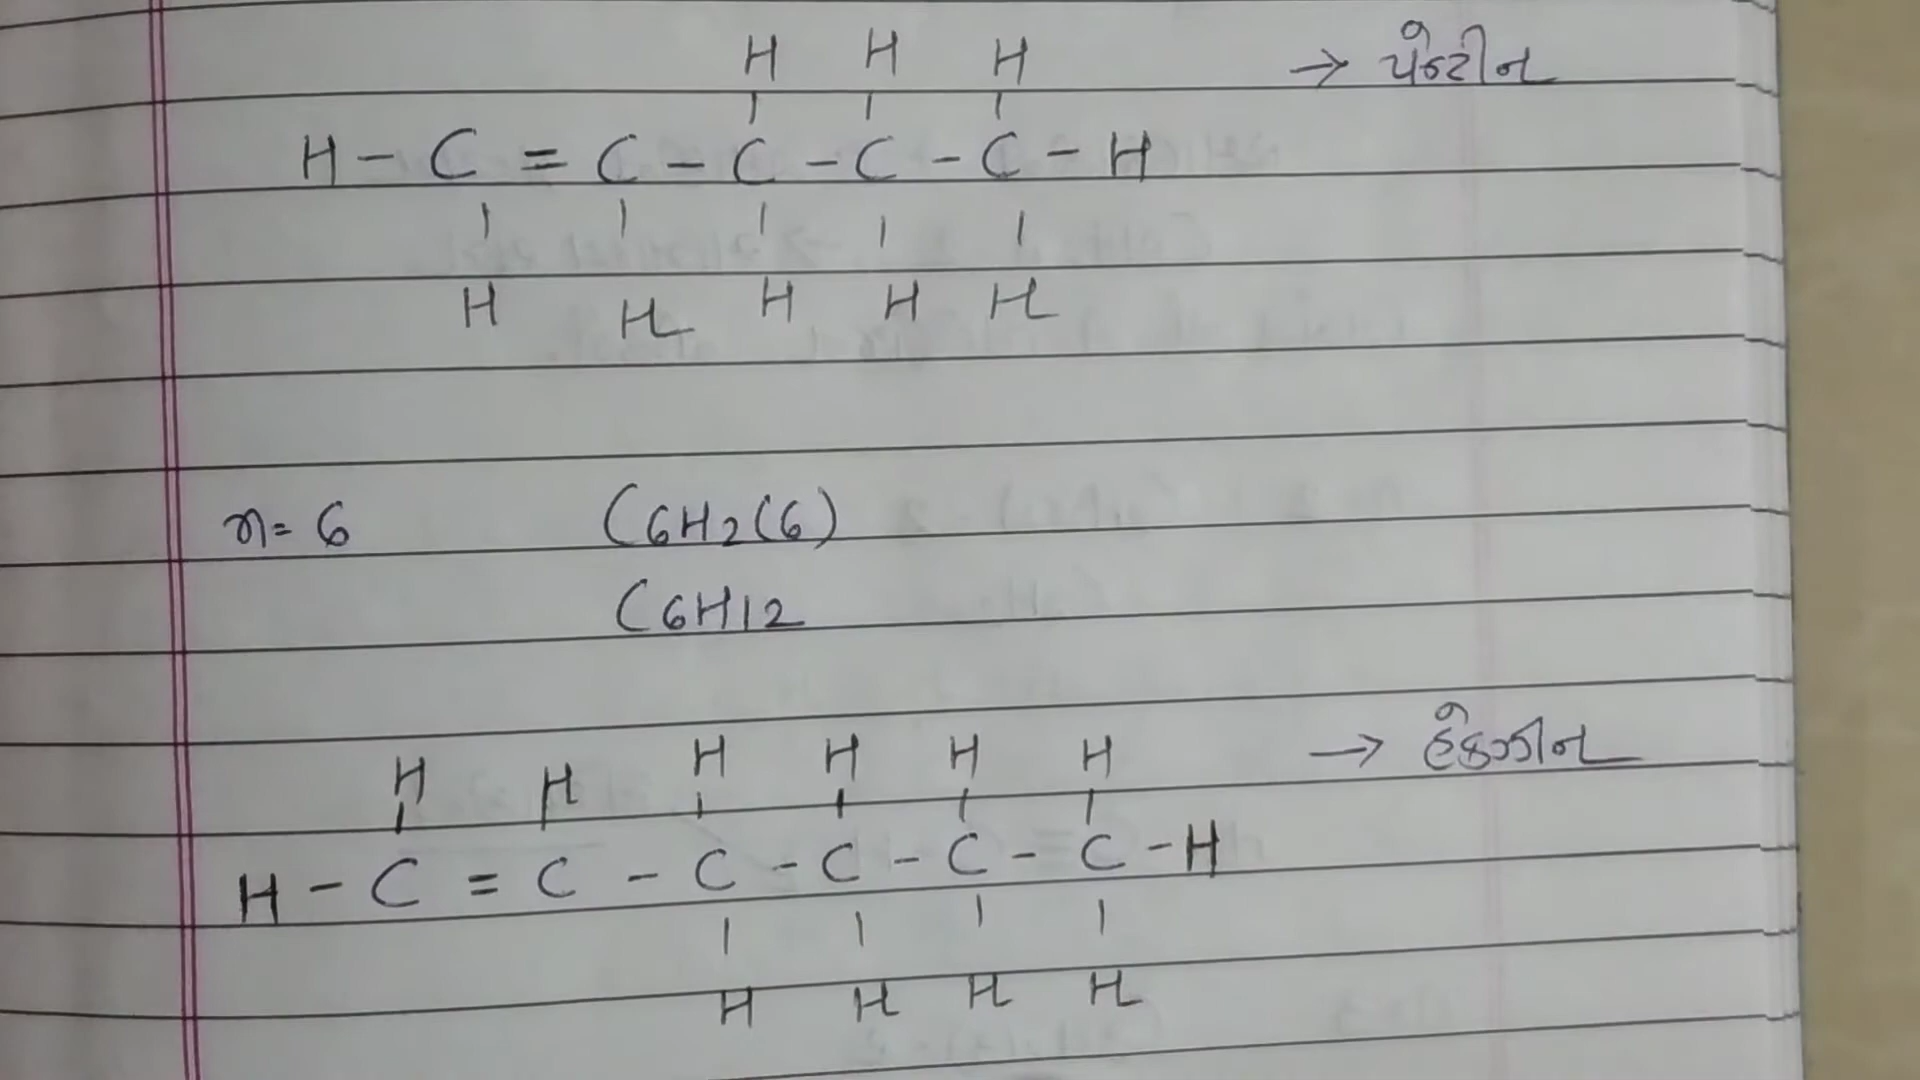 H H H → પેન્ટીન
H - C = C - C - C - C - H
H H H H H
n = 6 C6H2(6)
C6H12
H H H H H H → હેક્ઝીન
H - C = C - C - C - C - C - H
H H H H